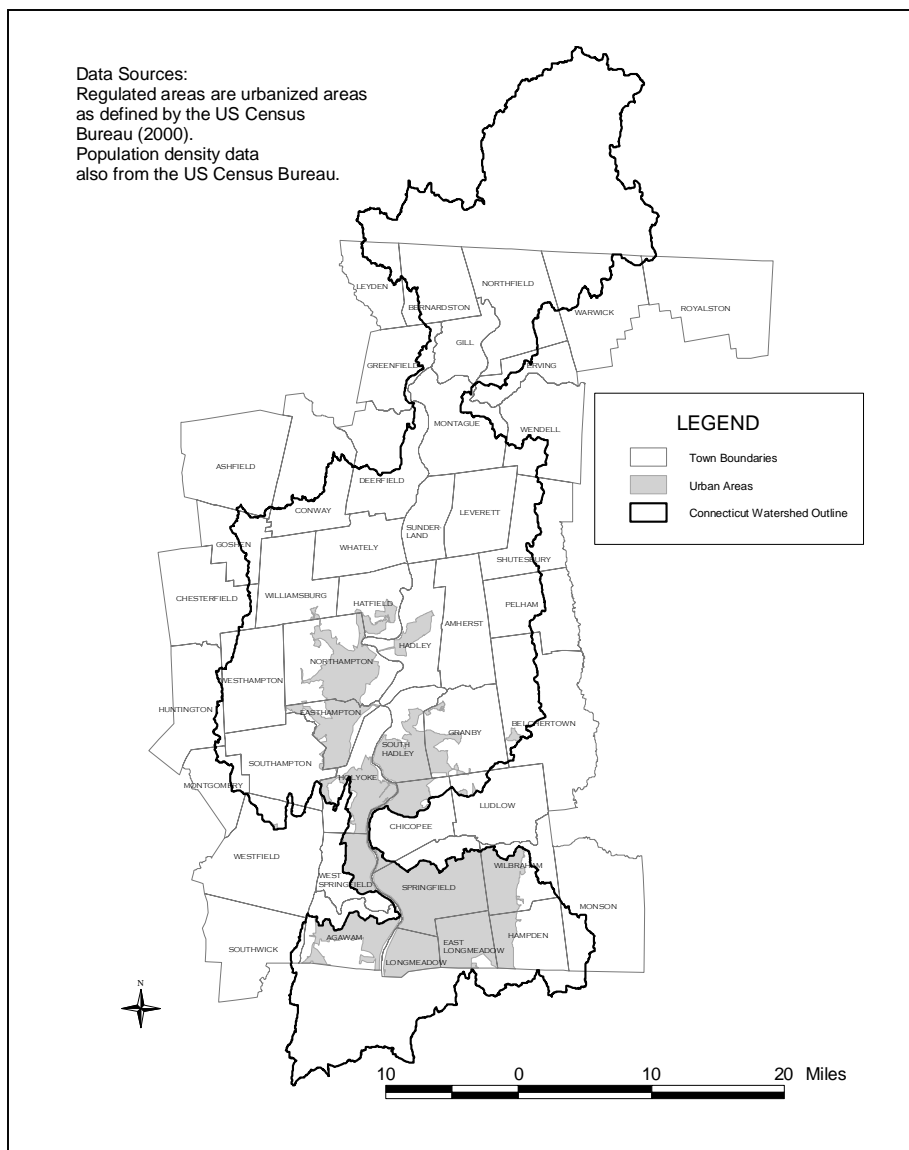 Data Sources:
Regulated areas are urbanized areas
as defined by the US Census
Bureau (2000).
Population density data
also from the US Census Bureau.
LEYDEN
BERNARDSTON
NORTHFIELD
WARWICK
ROYALSTON
GILL
GREENFIELD
ERVING
MONTAGUE
WENDELL
ASHFIELD
DEERFIELD
CONWAY
LEVERETT
SUNDER-
LAND
GOSHEN
WHATELY
SHUTESBURY
CHESTERFIELD
WILLIAMSBURG
HATFIELD
PELHAM
AMHERST
HADLEY
NORTHAMPTON
WESTHAMPTON
HUNTINGTON
EASTHAMPTON
BELCHERTOWN
GRANBY
SOUTH
HADLEY
SOUTHAMPTON
HOLYOKE
MONTGOMERY
LUDLOW
CHICOPEE
WESTFIELD
WILBRAHAM
WEST
SPRINGFIELD
SPRINGFIELD
MONSON
AGAWAM
HAMPDEN
SOUTHWICK
EAST
LONGMEADOW
LONGMEADOW
LEGEND
Town Boundaries
Urban Areas
Connecticut Watershed Outline
N
10 0 10 20 Miles